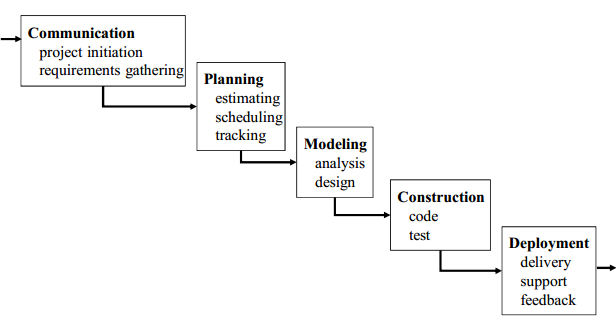 Communication
project initiation
requirements gathering
Planning
estimating
scheduling
tracking
Modeling
analysis
design
Construction
code
test
Deployment
delivery
support
feedback